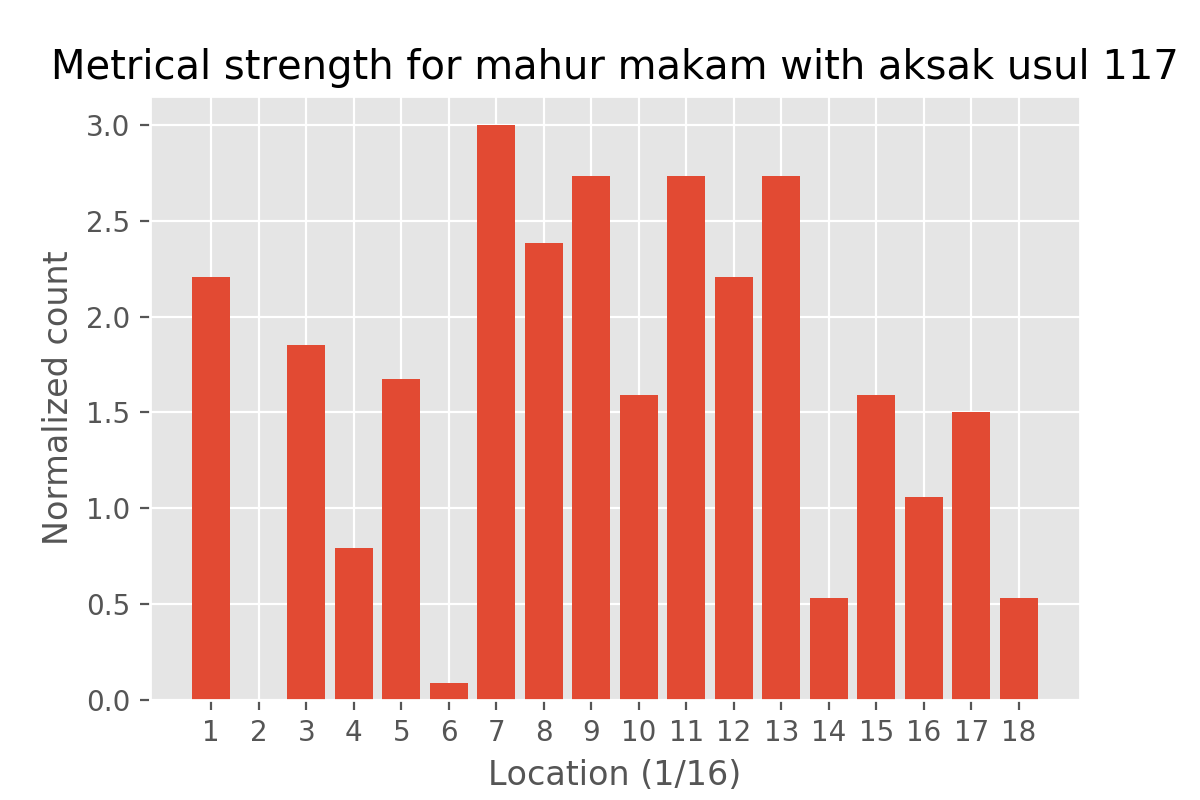 Metrical strength for mahur makam with aksak usul 117
3.0
2.5
2.0
1.5
1.0
0.5
0.0
Normalized count
1 2 3 4 5 6 7 8 9 10 11 12 13 14 15 16 17 18
Location (1/16)